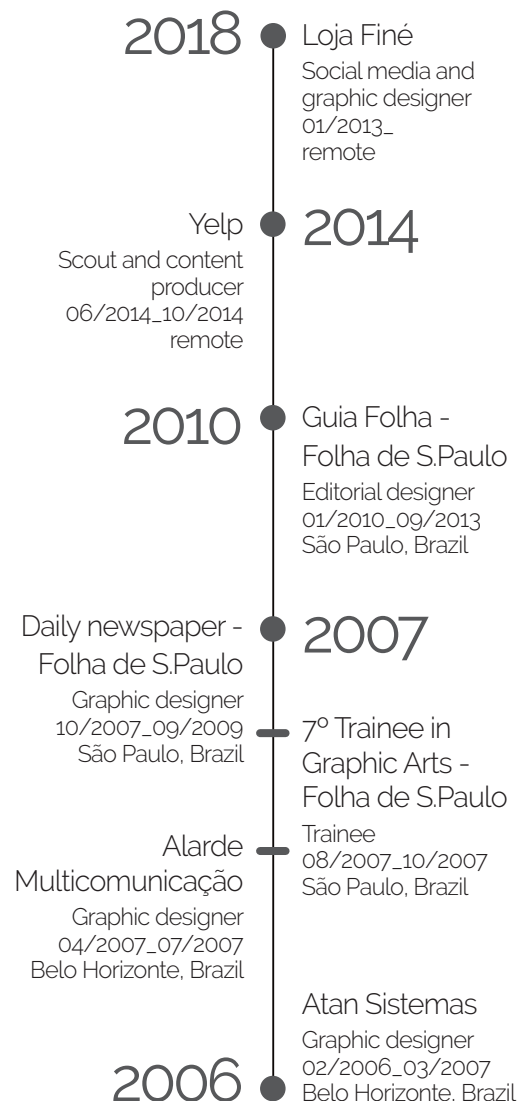 2018
Loja Finé
Social media and
graphic designer
01/2013_
remote
2014
Yelp
Scout and content
producer
06/2014_10/2014
remote
2010
Guia Folha -
Folha de S.Paulo
Editorial designer
01/2010_09/2013
São Paulo, Brazil
2007
Daily newspaper -
Folha de S.Paulo
Graphic designer
10/2007_09/2009
São Paulo, Brazil
7º Trainee in
Graphic Arts -
Folha de S.Paulo
Trainee
08/2007_10/2007
São Paulo, Brazil
Alarde
Multicomunicação
Graphic designer
04/2007_07/2007
Belo Horizonte, Brazil
2006
Atan Sistemas
Graphic designer
02/2006_03/2007
Belo Horizonte, Brazil